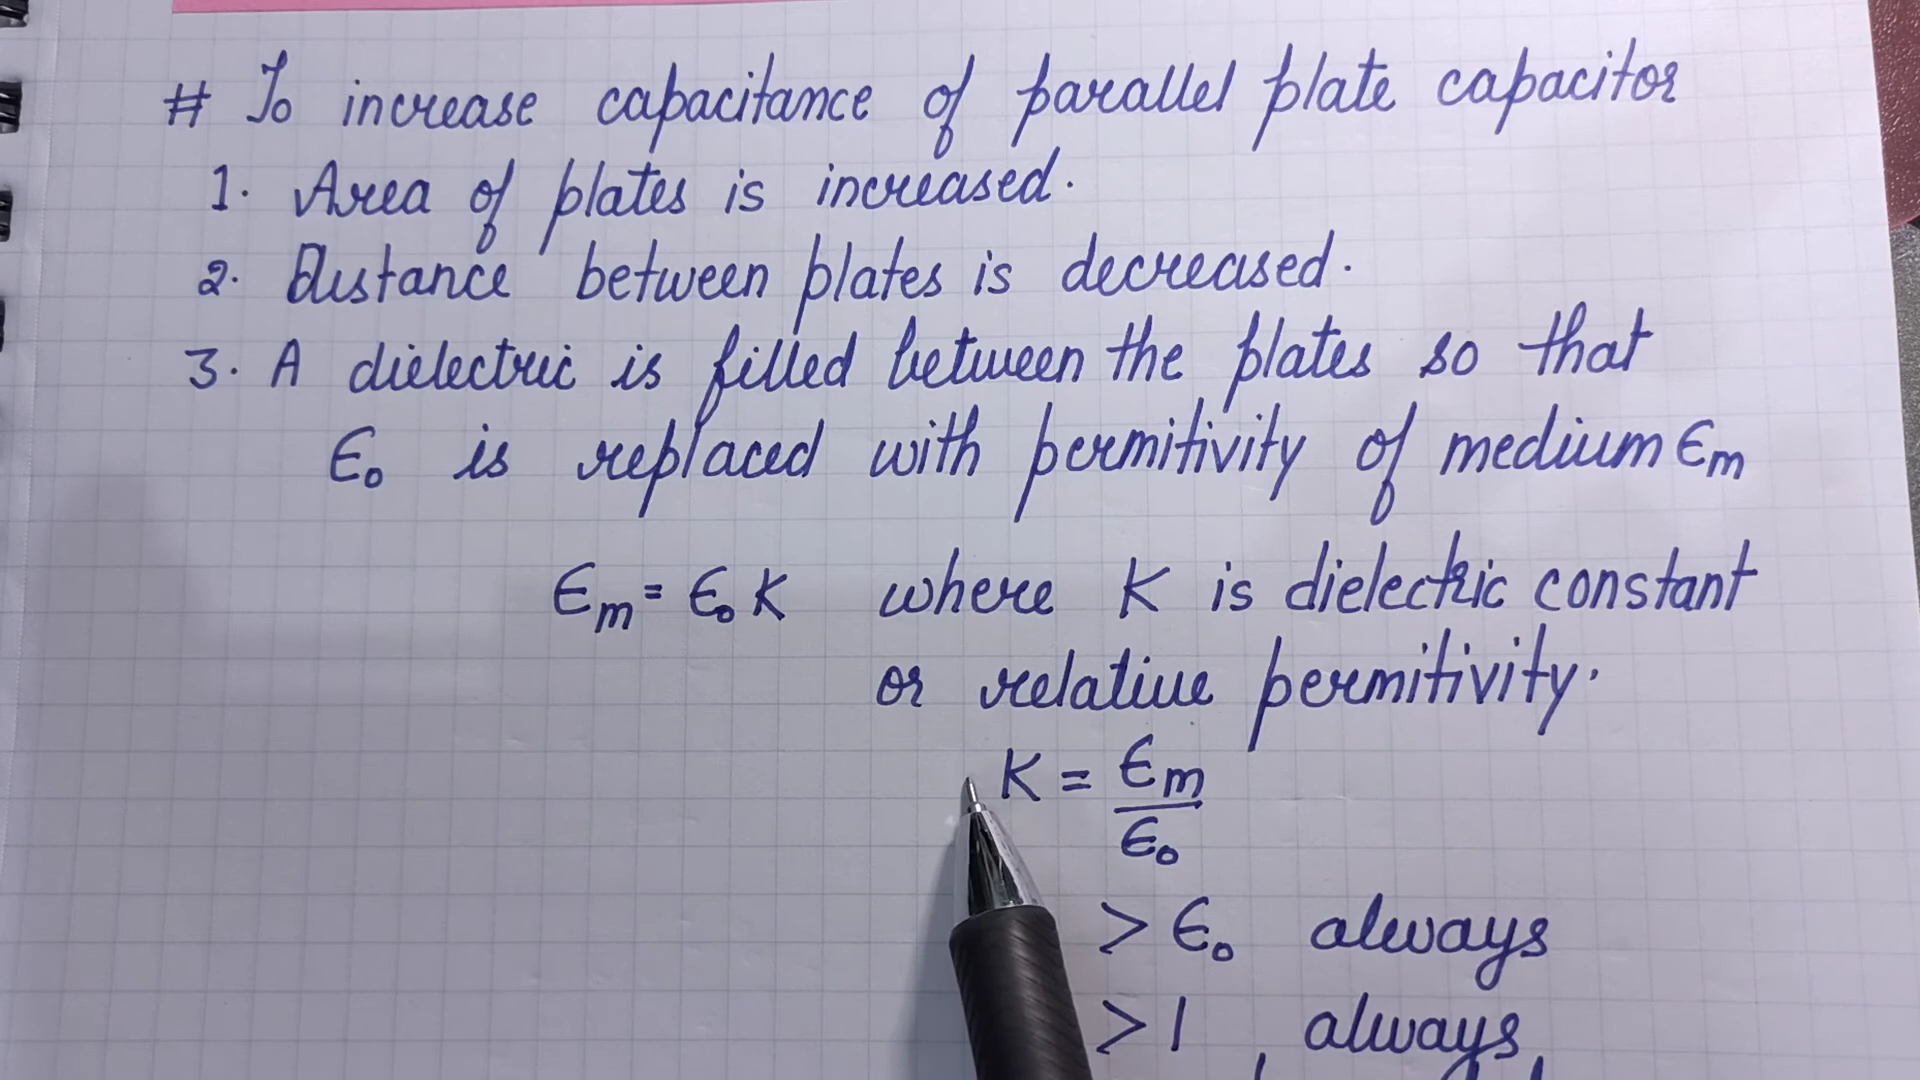 # To increase capacitance of parallel plate capacitor
1. Area of plates is increased.
2. Distance between plates is decreased.
3. A dielectric is filled between the plates so that
ϵ₀ is replaced with permitivity of medium ϵₘ
ϵₘ = ϵ₀ K where K is dielectric constant
or relative permitivity.
K = ϵₘ / ϵ₀
> ϵ₀ always
> 1 , always